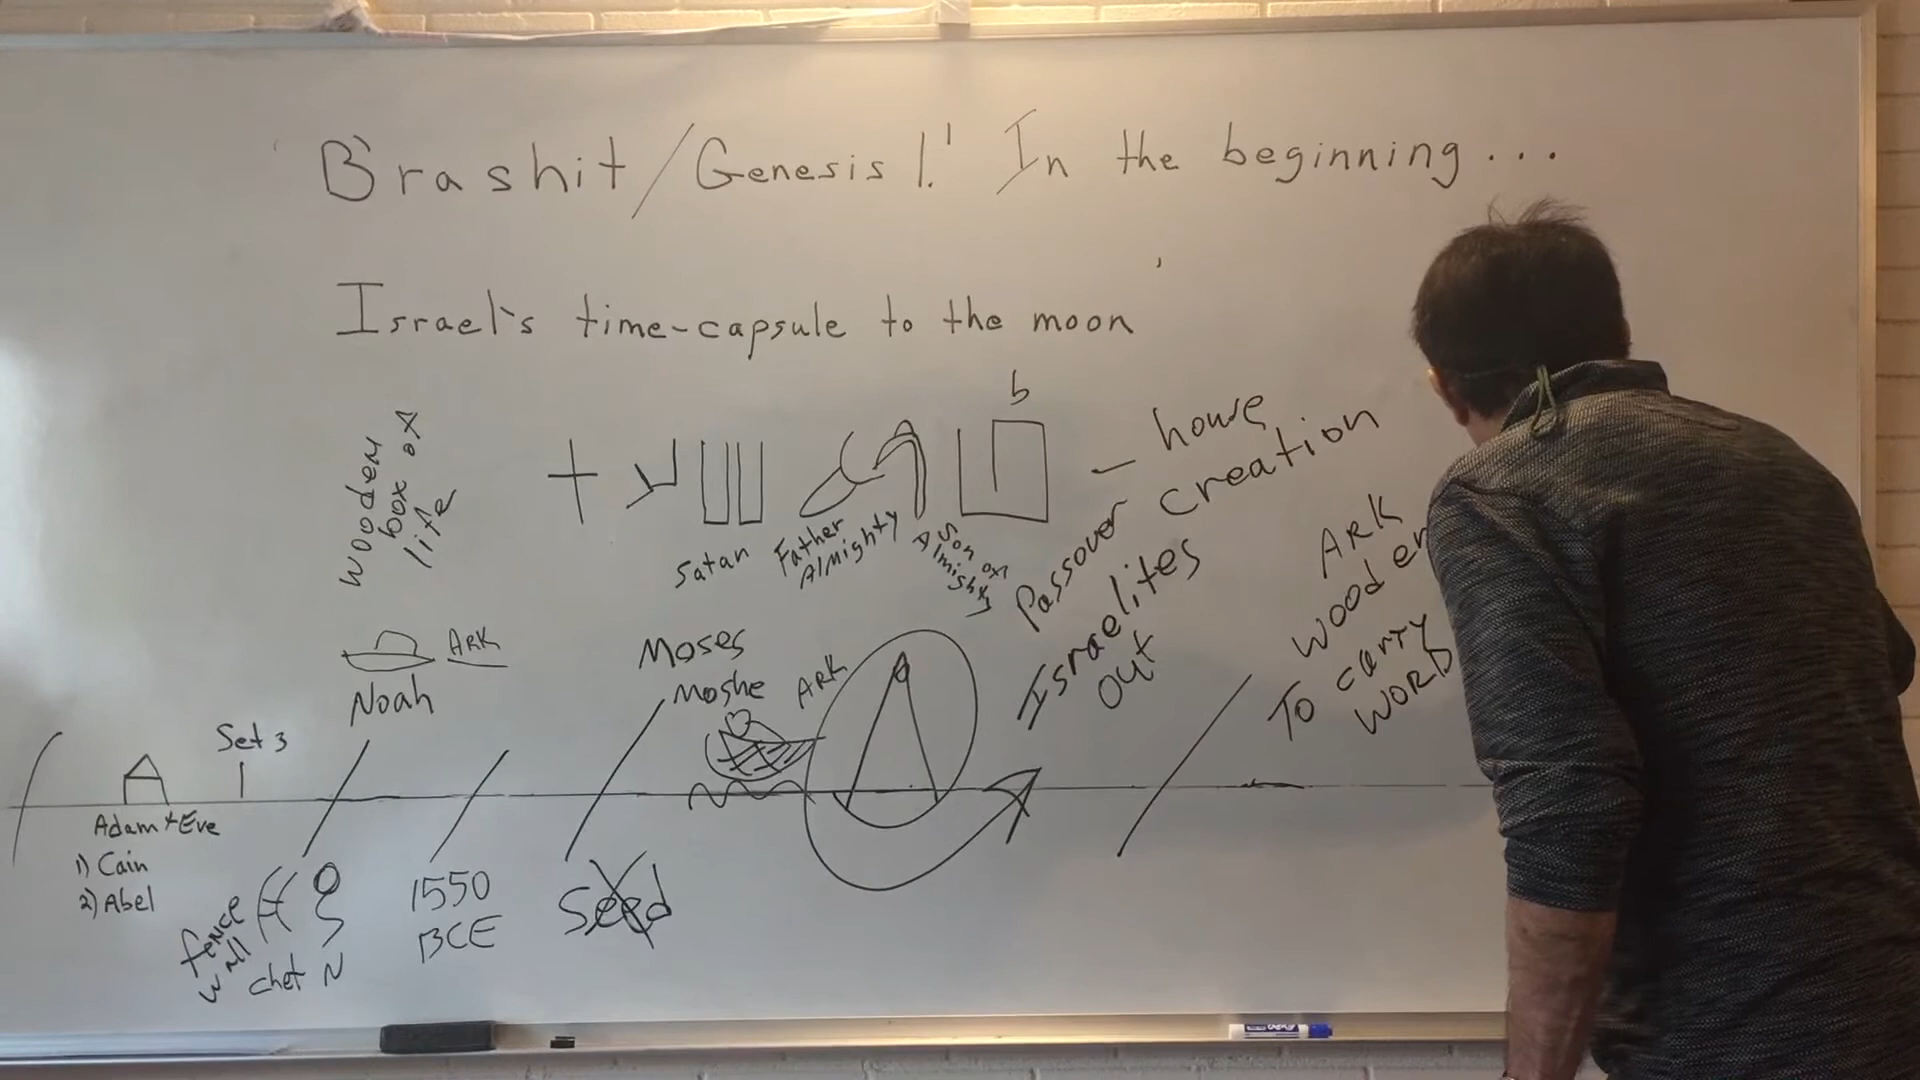 B'rashit/Genesis 1:1 In the beginning...
Israel's time-capsule to the moon
wooden
box of
life
b
house
creation
Satan
Father
Almighty
Son of
Almighty
Passover
Israelites
out
ARK
wooden
To carry
WORD
ARK
Noah
Moses
Moshe
ARK
Set 3
Adam + Eve
1) Cain
2) Abel
fence
wall
chet N
1550
BCE
Seed